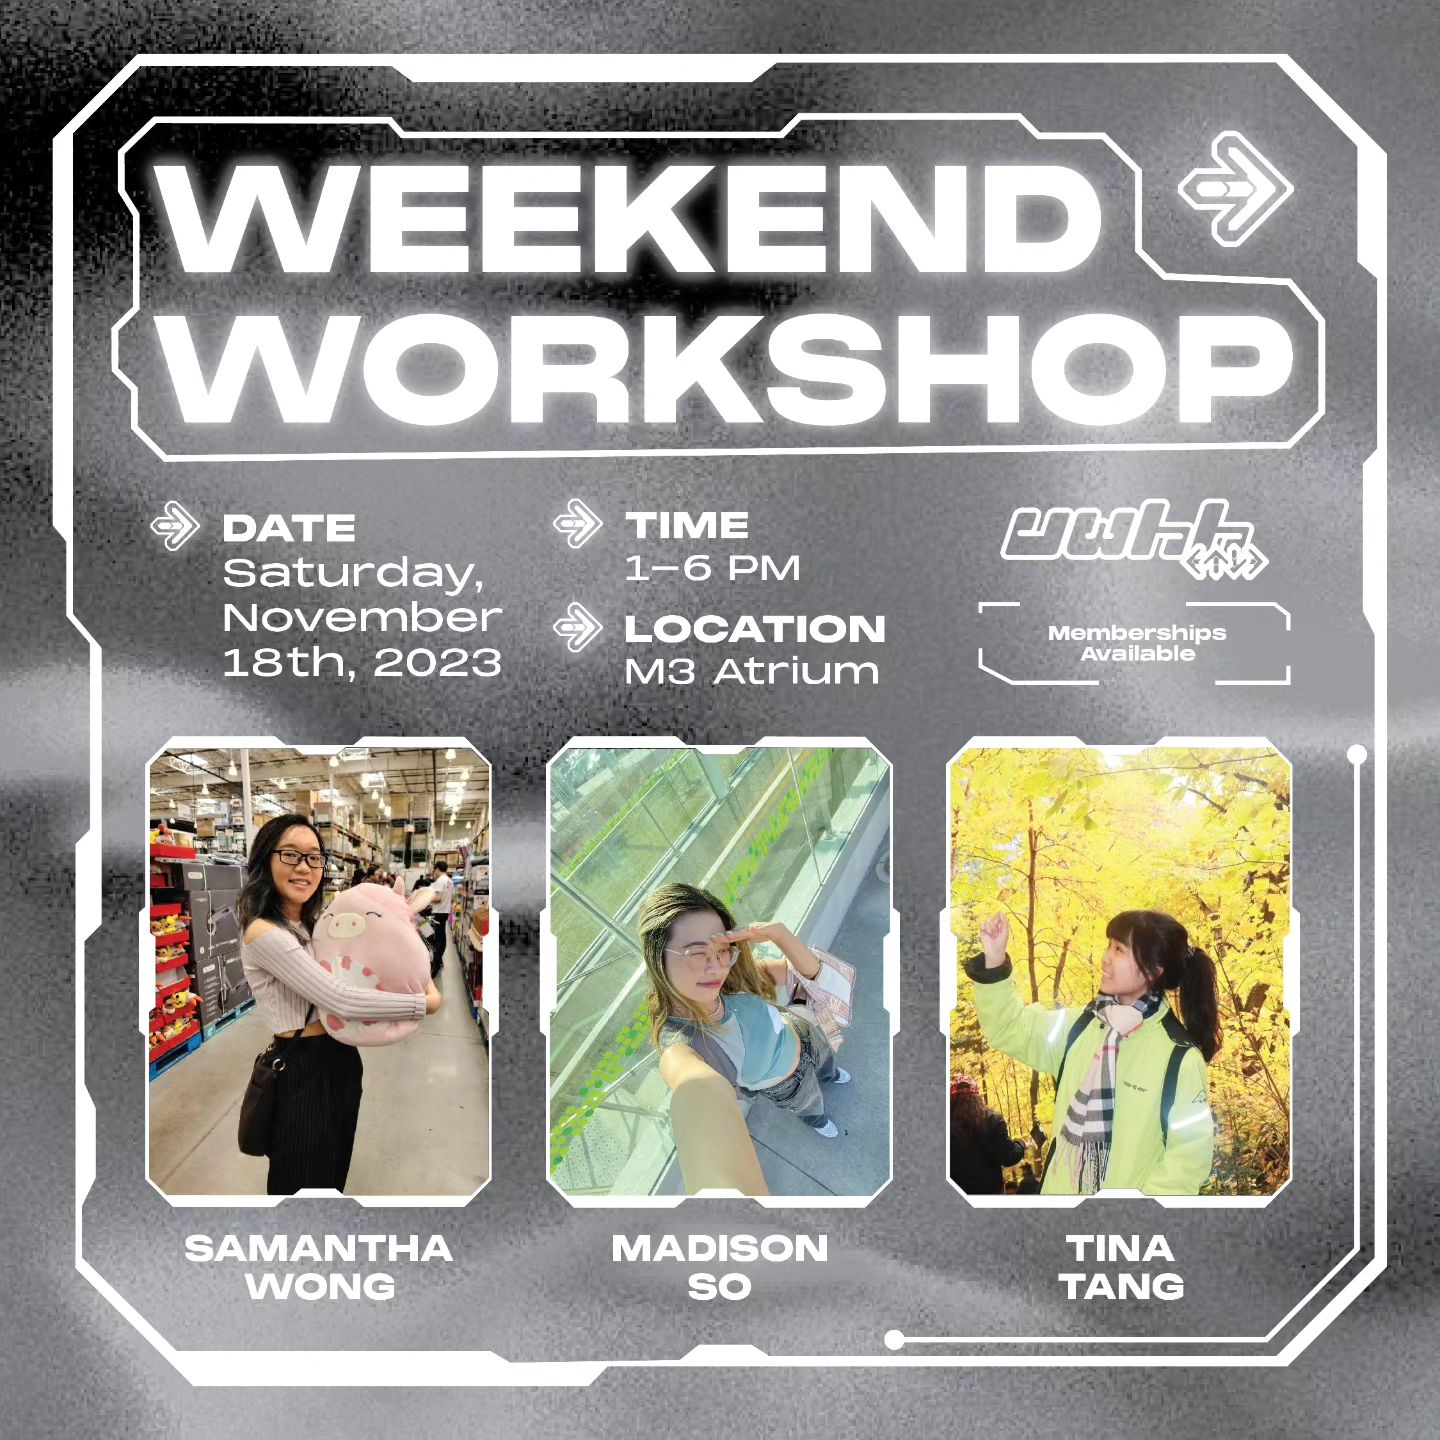 WEEKEND
WORKSHOP
DATE
Saturday,
November
18th, 2023
TIME
1–6 PM
LOCATION
M3 Atrium
uwhh
Memberships
Available
SAMANTHA
WONG
MADISON
SO
TINA
TANG